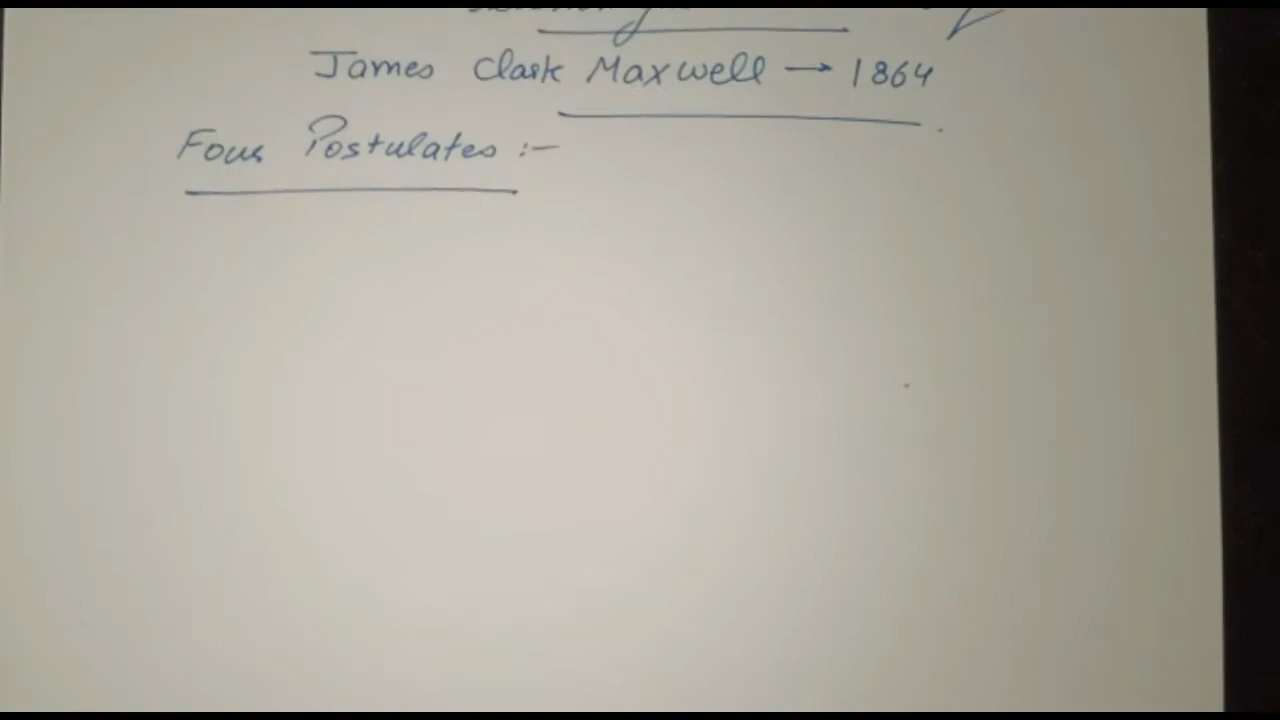 James Clark Maxwell → 1864
Four Postulates :-